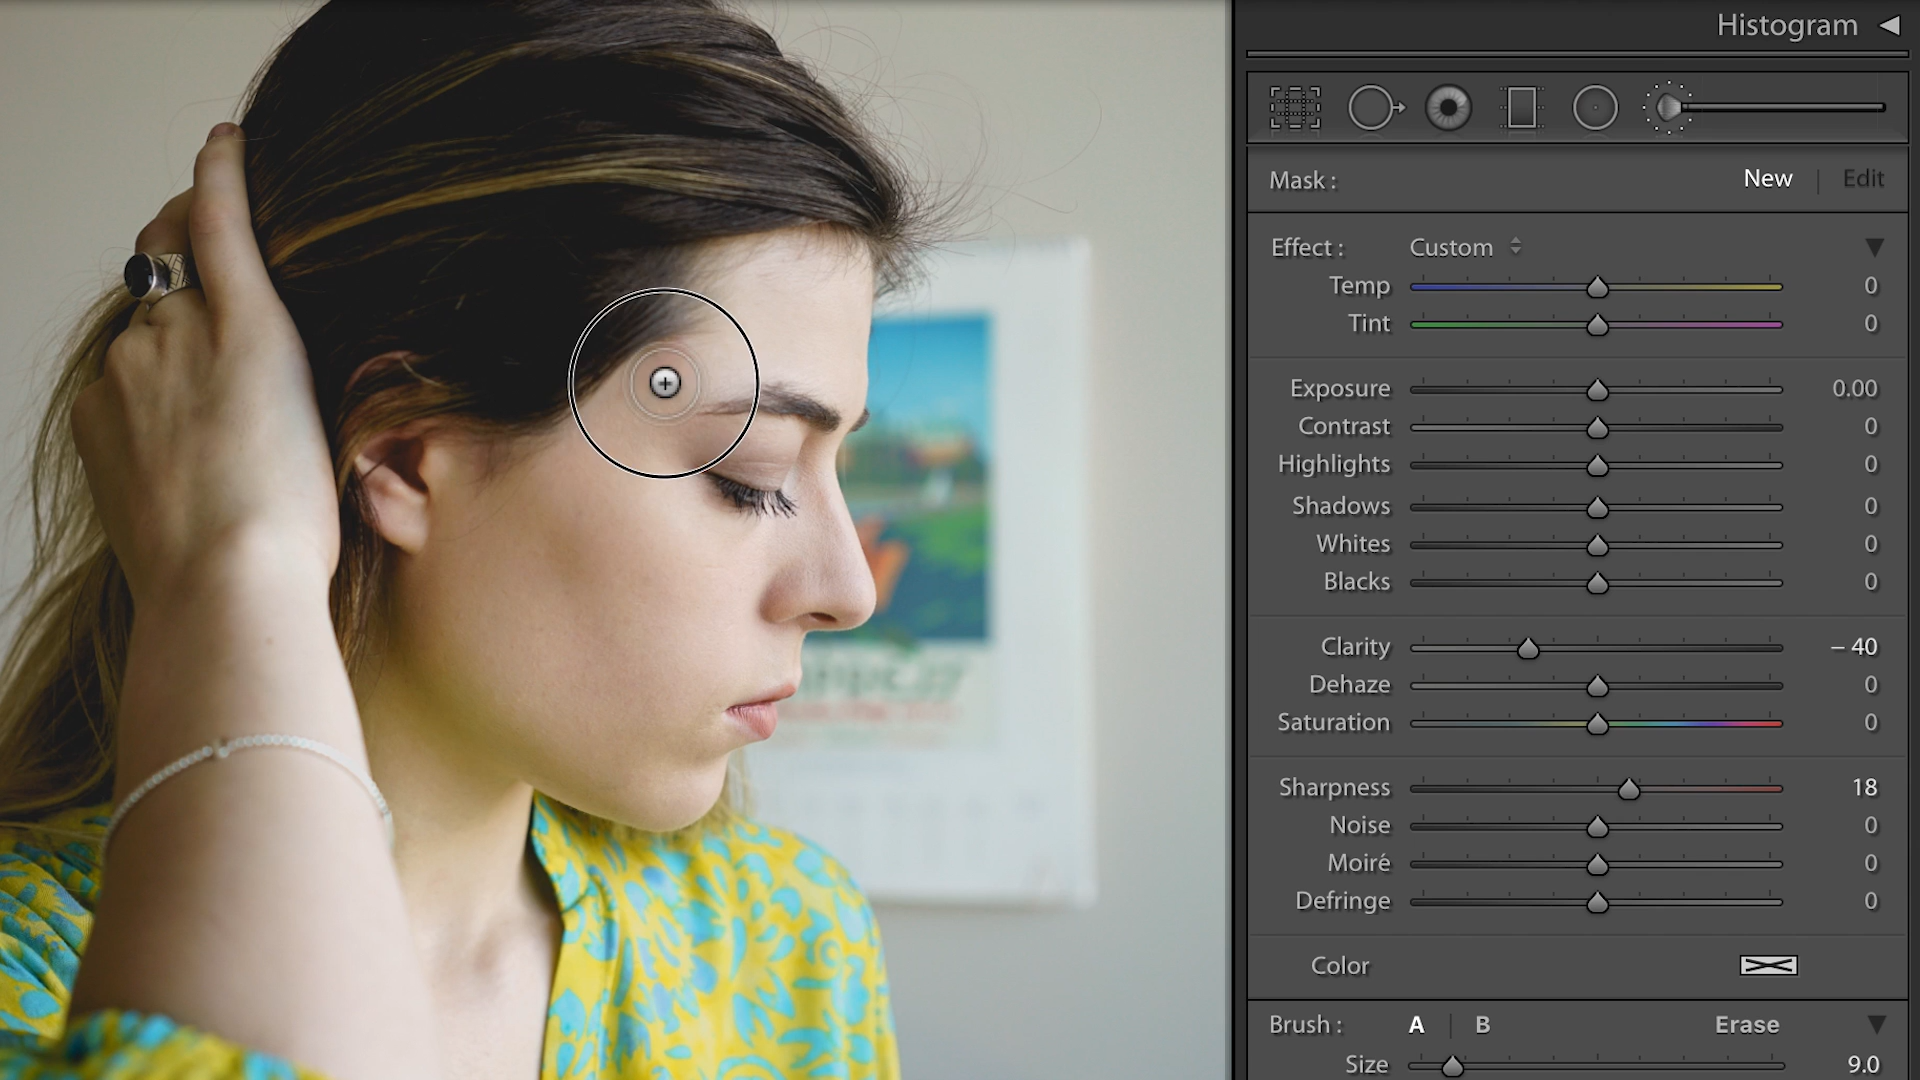 Histogram
Mask : New | Edit
Effect : Custom
Temp 0
Tint 0
Exposure 0.00
Contrast 0
Highlights 0
Shadows 0
Whites 0
Blacks 0
Clarity – 40
Dehaze 0
Saturation 0
Sharpness 18
Noise 0
Moiré 0
Defringe 0
Color
Brush : A | B Erase
Size 9.0